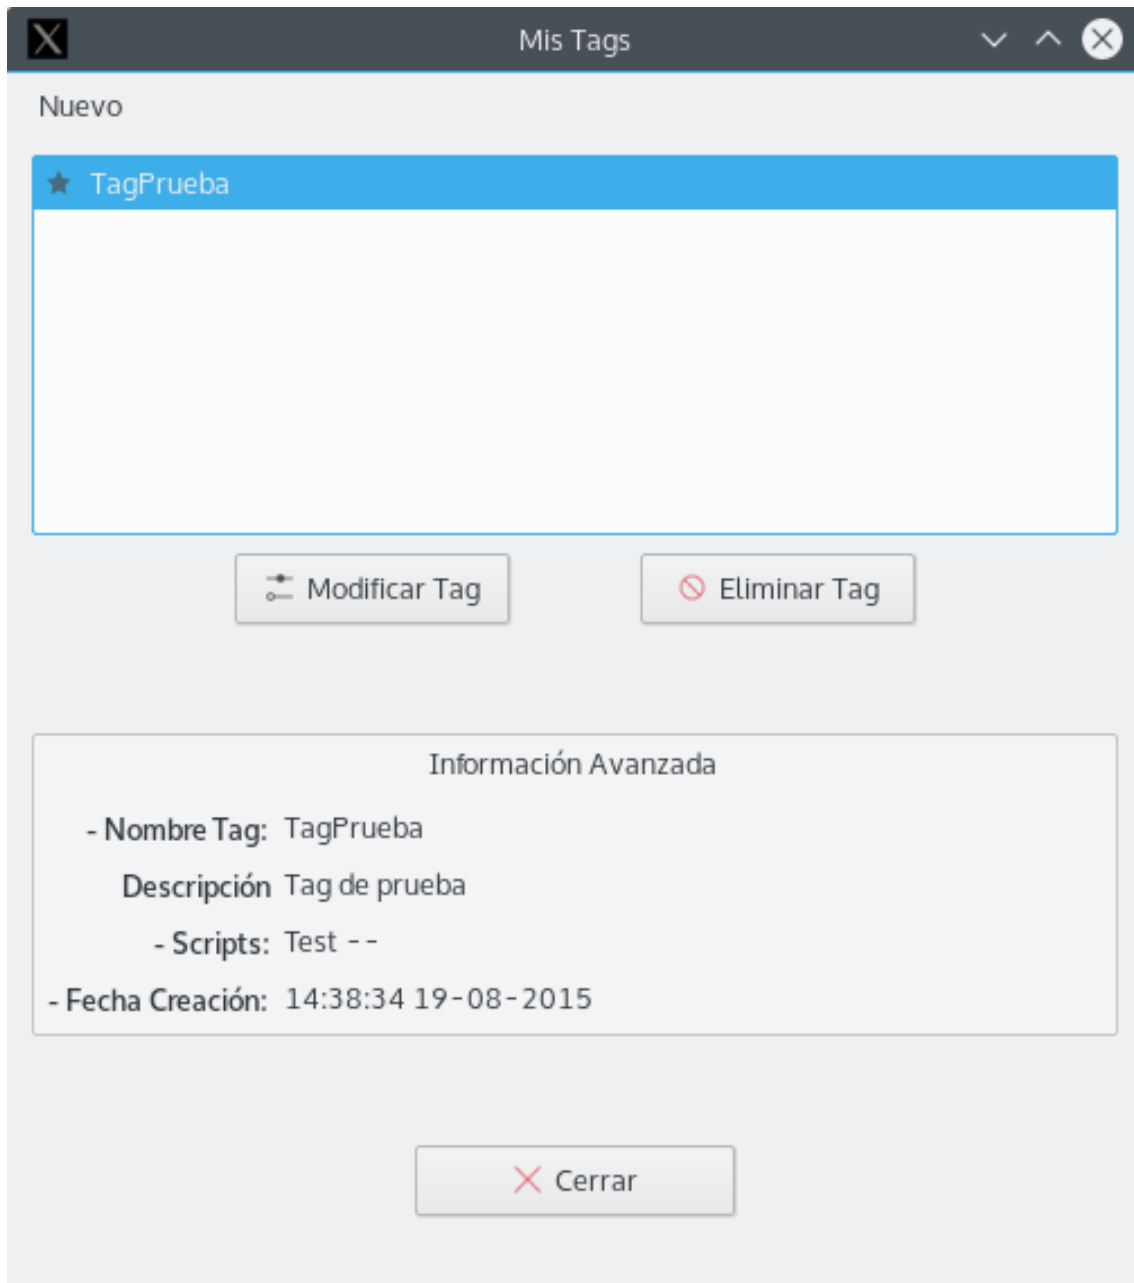 Mis Tags
Nuevo
TagPrueba
Modificar Tag
Eliminar Tag
Información Avanzada
- Nombre Tag: TagPrueba
Descripción Tag de prueba
- Scripts: Test --
- Fecha Creación: 14:38:34 19-08-2015
Cerrar